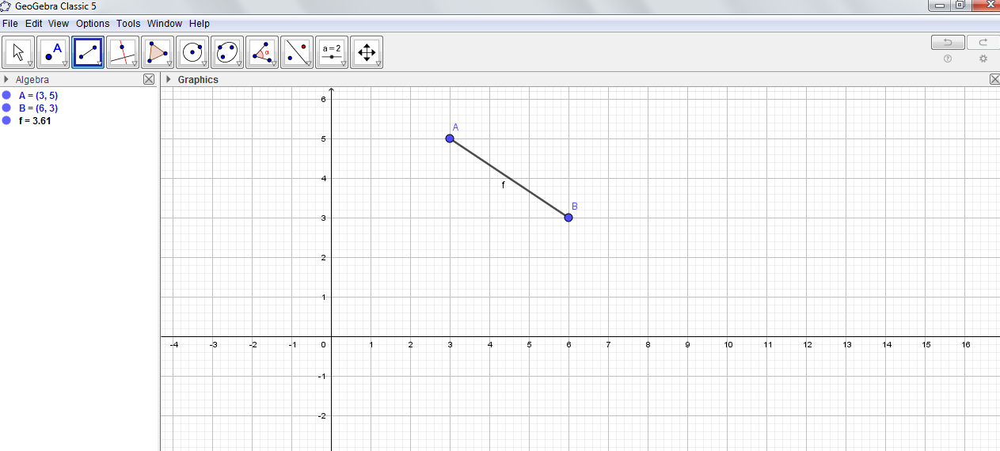 GeoGebra Classic 5
File Edit View Options Tools Window Help
A
α
a = 2
Algebra
Graphics
A = (3, 5)
B = (6, 3)
f = 3.61
6
A
5
4
f
B
3
2
1
-4 -3 -2 -1 0 1 2 3 4 5 6 7 8 9 10 11 12 13 14 15 16
-1
-2